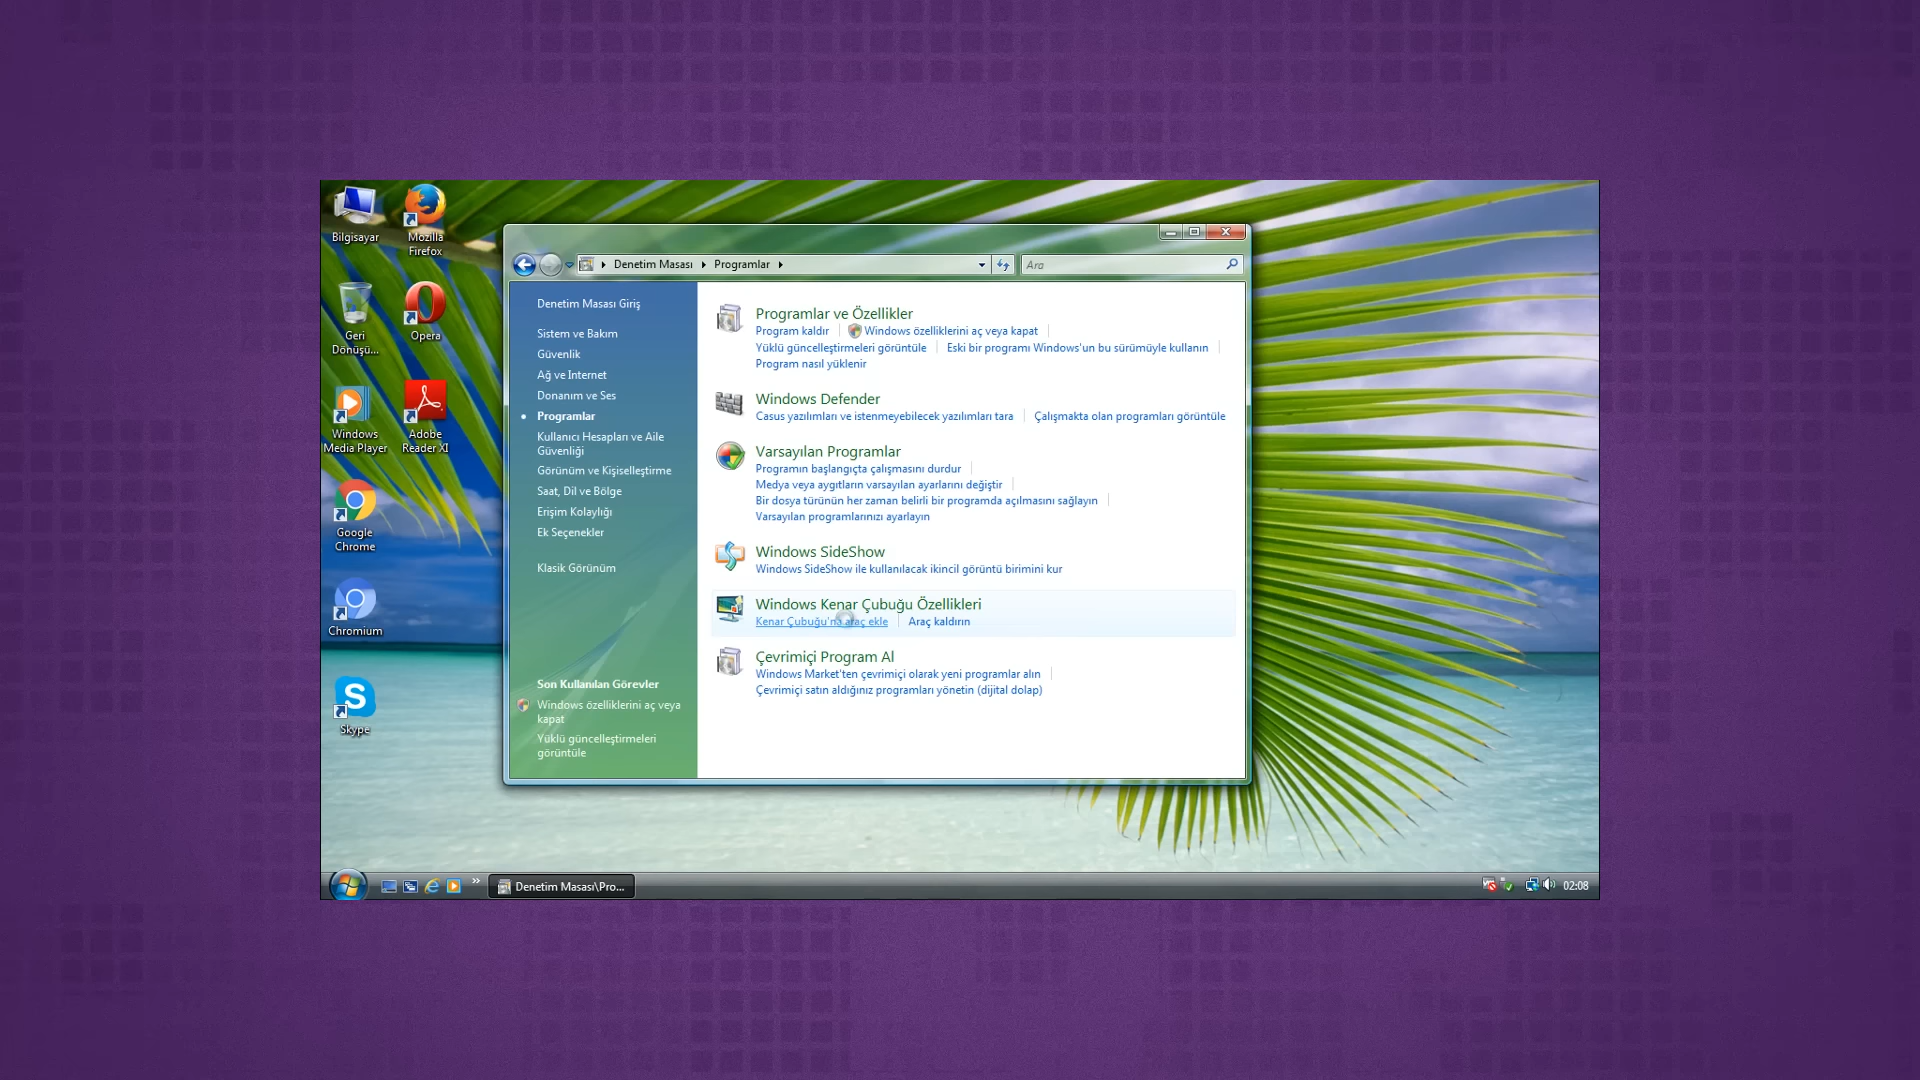 Bilgisayar
Mozilla
Firefox
Geri
Dönüşü...
Opera
Windows
Media Player
Adobe
Reader XI
Google
Chrome
Chromium
Skype
Denetim Masası
Programlar
Ara
Denetim Masası Giriş
Sistem ve Bakım
Güvenlik
Ağ ve Internet
Donanım ve Ses
Programlar
Kullanıcı Hesapları ve Aile
Güvenliği
Görünüm ve Kişiselleştirme
Saat, Dil ve Bölge
Erişim Kolaylığı
Ek Seçenekler
Klasik Görünüm
Son Kullanılan Görevler
Windows özelliklerini aç veya
kapat
Yüklü güncelleştirmeleri
görüntüle
Programlar ve Özellikler
Program kaldır Windows özelliklerini aç veya kapat
Yüklü güncelleştirmeleri görüntüle Eski bir programı Windows'un bu sürümüyle kullanın
Program nasıl yüklenir
Windows Defender
Casus yazılımları ve istenmeyebilecek yazılımları tara Çalışmakta olan programları görüntüle
Varsayılan Programlar
Programın başlangıçta çalışmasını durdur
Medya veya aygıtların varsayılan ayarlarını değiştir
Bir dosya türünün her zaman belirli bir programda açılmasını sağlayın
Varsayılan programlarınızı ayarlayın
Windows SideShow
Windows SideShow ile kullanılacak ikincil görüntü birimini kur
Windows Kenar Çubuğu Özellikleri
Kenar Çubuğu'na araç ekle Araç kaldırın
Çevrimiçi Program Al
Windows Market'ten çevrimiçi olarak yeni programlar alın
Çevrimiçi satın aldığınız programları yönetin (dijital dolap)
Denetim Masası\Pro...
02:08